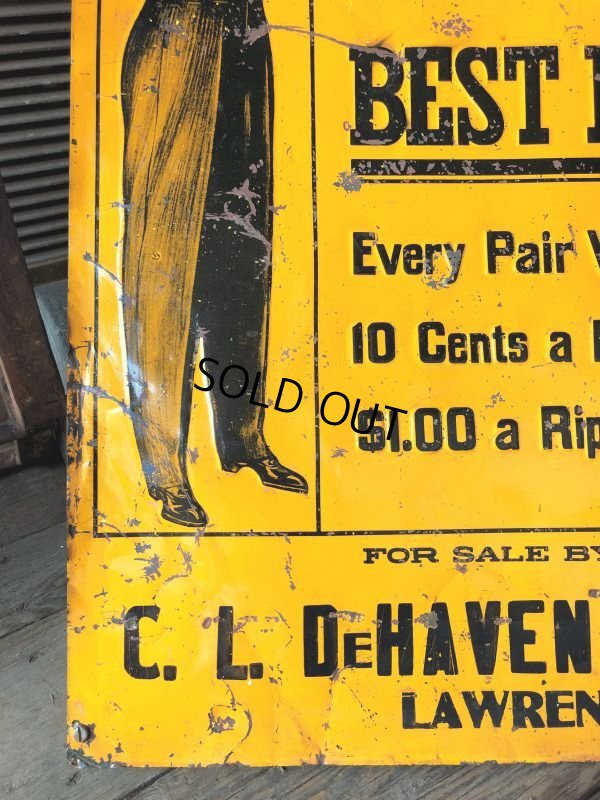 BEST
Every Pair
10 Cents a
$1.00 a Rip
SOLD OUT
FOR SALE BY
C. L. DEHAVEN
LAWREN